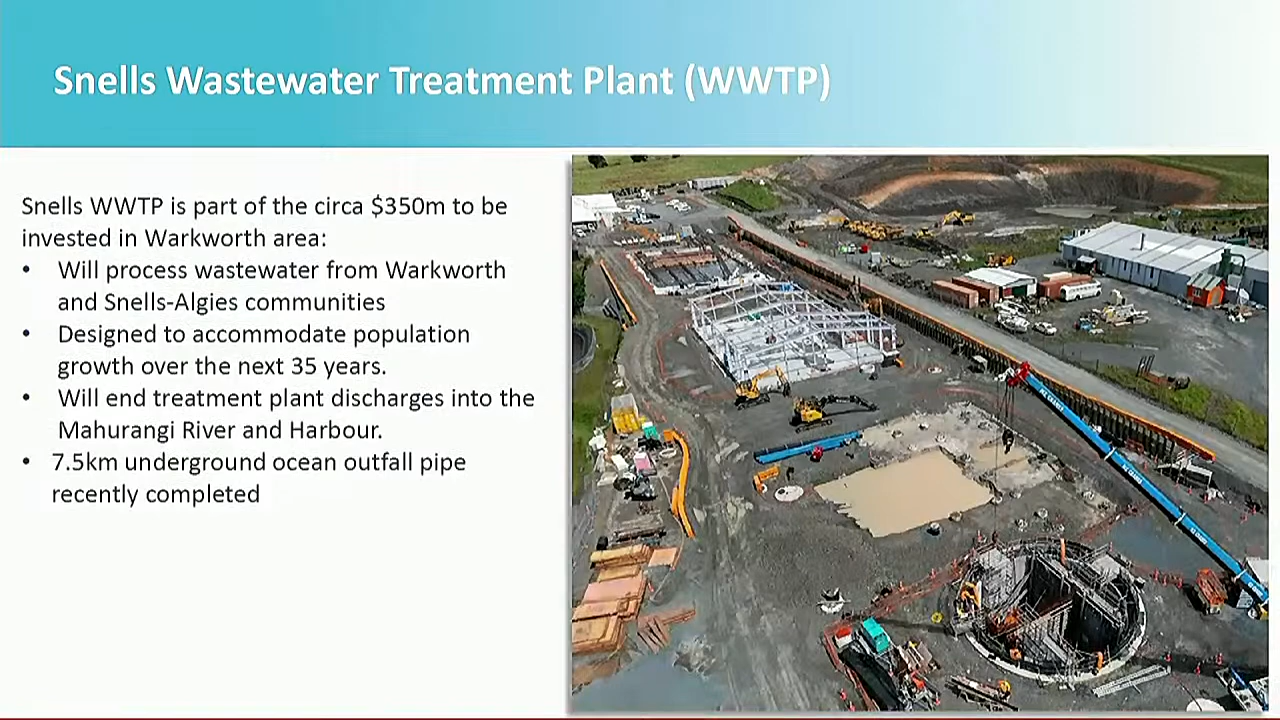 Snells Wastewater Treatment Plant (WWTP)
Snells WWTP is part of the circa $350m to be
invested in Warkworth area:
• Will process wastewater from Warkworth
and Snells-Algies communities
• Designed to accommodate population
growth over the next 35 years.
• Will end treatment plant discharges into the
Mahurangi River and Harbour.
• 7.5km underground ocean outfall pipe
recently completed